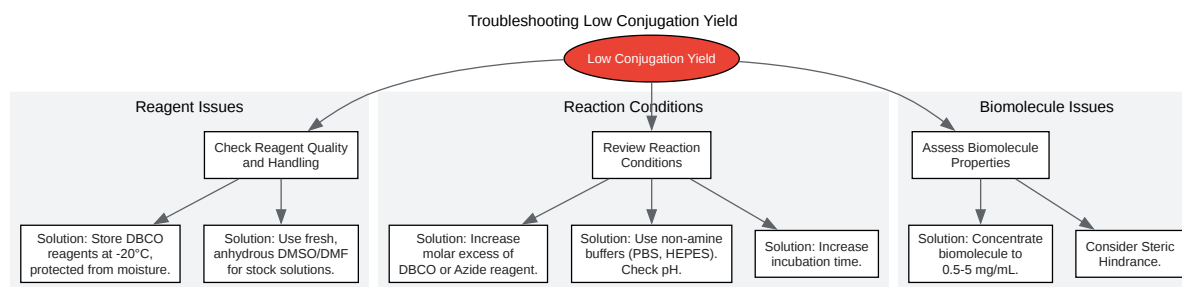 Troubleshooting Low Conjugation Yield
Low Conjugation Yield
Reagent Issues
Reaction Conditions
Biomolecule Issues
Check Reagent Quality
and Handling
Review Reaction
Conditions
Assess Biomolecule
Properties
Solution: Store DBCO
reagents at -20°C,
protected from moisture.
Solution: Use fresh,
anhydrous DMSO/DMF
for stock solutions.
Solution: Increase
molar excess of
DBCO or Azide reagent.
Solution: Use non-amine
buffers (PBS, HEPES).
Check pH.
Solution: Increase
incubation time.
Solution: Concentrate
biomolecule to
0.5-5 mg/mL.
Consider Steric
Hindrance.